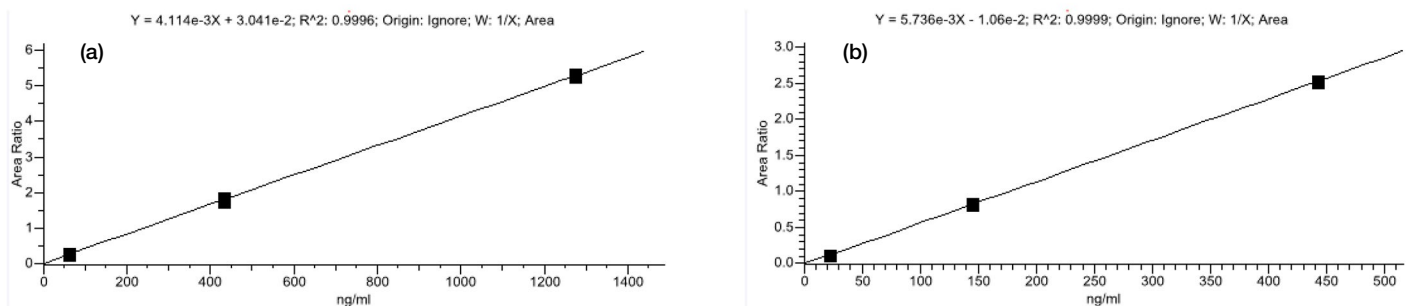 Y = 4.114e-3X + 3.041e-2; R^2: 0.9996; Origin: Ignore; W: 1/X; Area
(a)
Area Ratio
6
5
4
3
2
1
0
0 200 400 600 800 1000 1200 1400
ng/ml
Y = 5.736e-3X - 1.06e-2; R^2: 0.9999; Origin: Ignore; W: 1/X; Area
(b)
Area Ratio
3.0
2.5
2.0
1.5
1.0
0.5
0.0
0 50 100 150 200 250 300 350 400 450 500
ng/ml